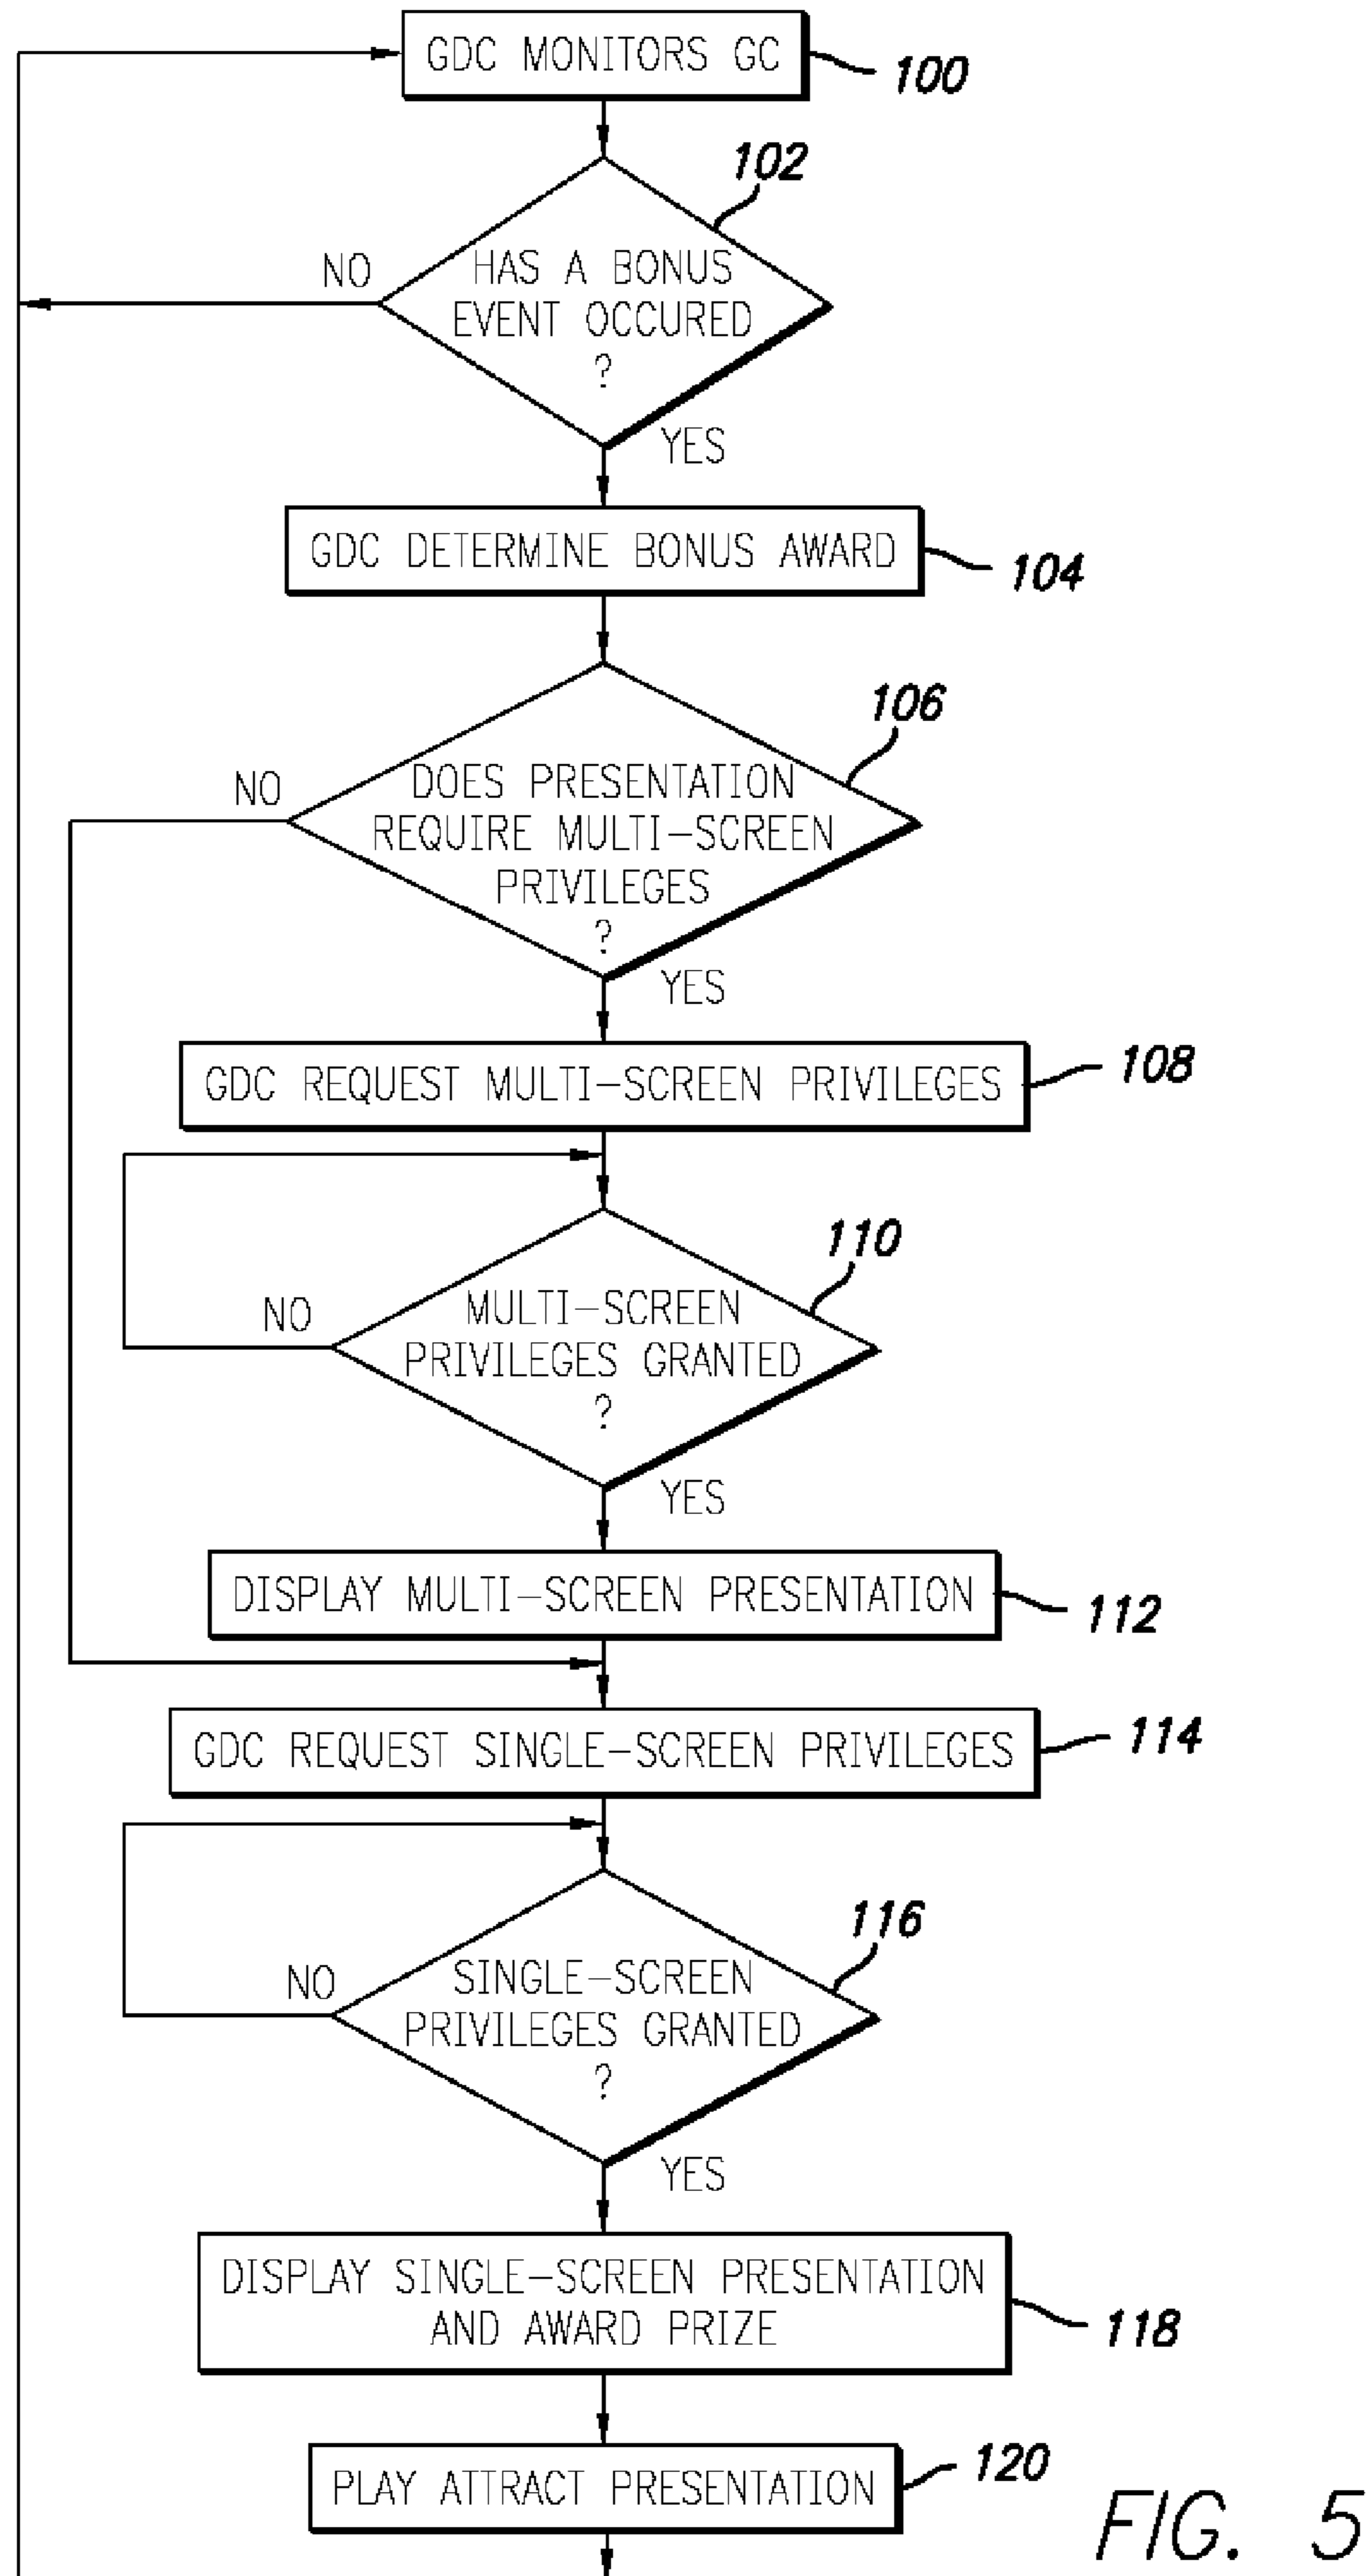 GDC MONITORS GC
100
102
HAS A BONUS
EVENT OCCURED
?
NO
YES
GDC DETERMINE BONUS AWARD
104
106
DOES PRESENTATION
REQUIRE MULTI-SCREEN
PRIVILEGES
?
NO
YES
GDC REQUEST MULTI-SCREEN PRIVILEGES
108
110
MULTI-SCREEN
PRIVILEGES GRANTED
?
NO
YES
DISPLAY MULTI-SCREEN PRESENTATION
112
GDC REQUEST SINGLE-SCREEN PRIVILEGES
114
116
SINGLE-SCREEN
PRIVILEGES GRANTED
?
NO
YES
DISPLAY SINGLE-SCREEN PRESENTATION
AND AWARD PRIZE
118
PLAY ATTRACT PRESENTATION
120
FIG. 5